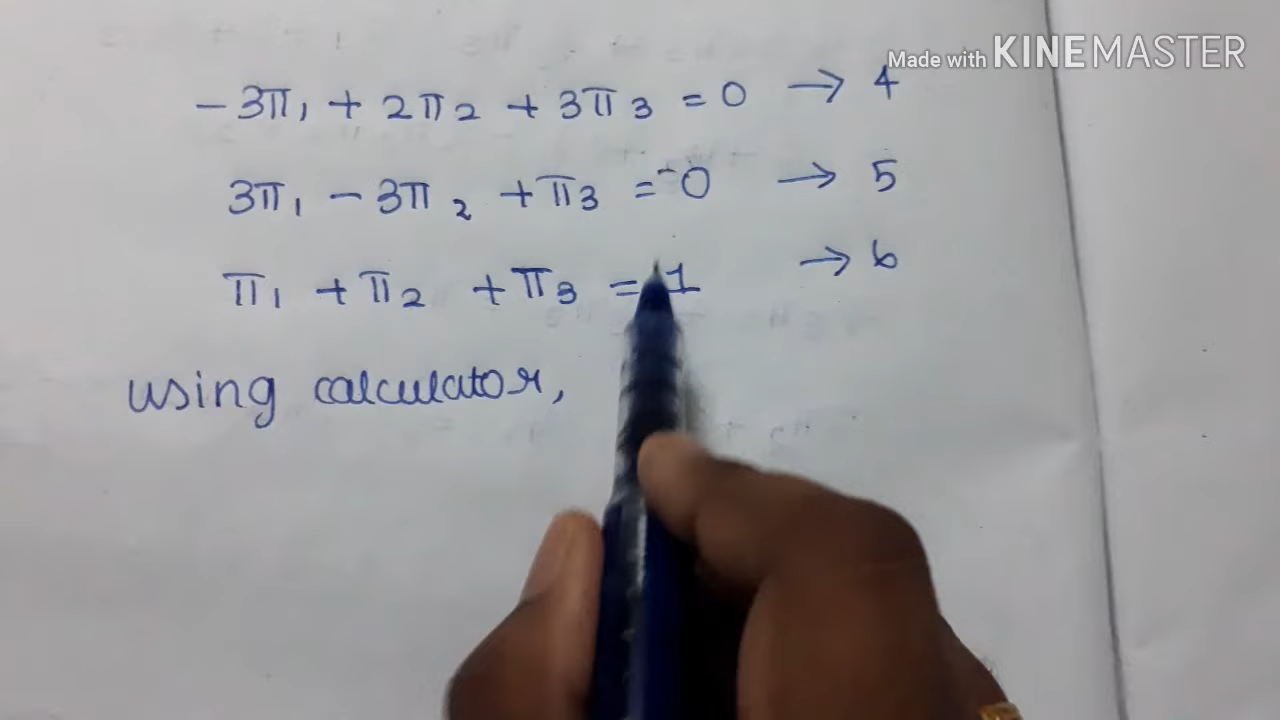 Made with KINEMASTER
-3π₁ + 2π₂ + 3π₃ = 0 → 4
3π₁ - 3π₂ + π₃ = 0 → 5
π₁ + π₂ + π₃ = 1 → 6
using calculator,